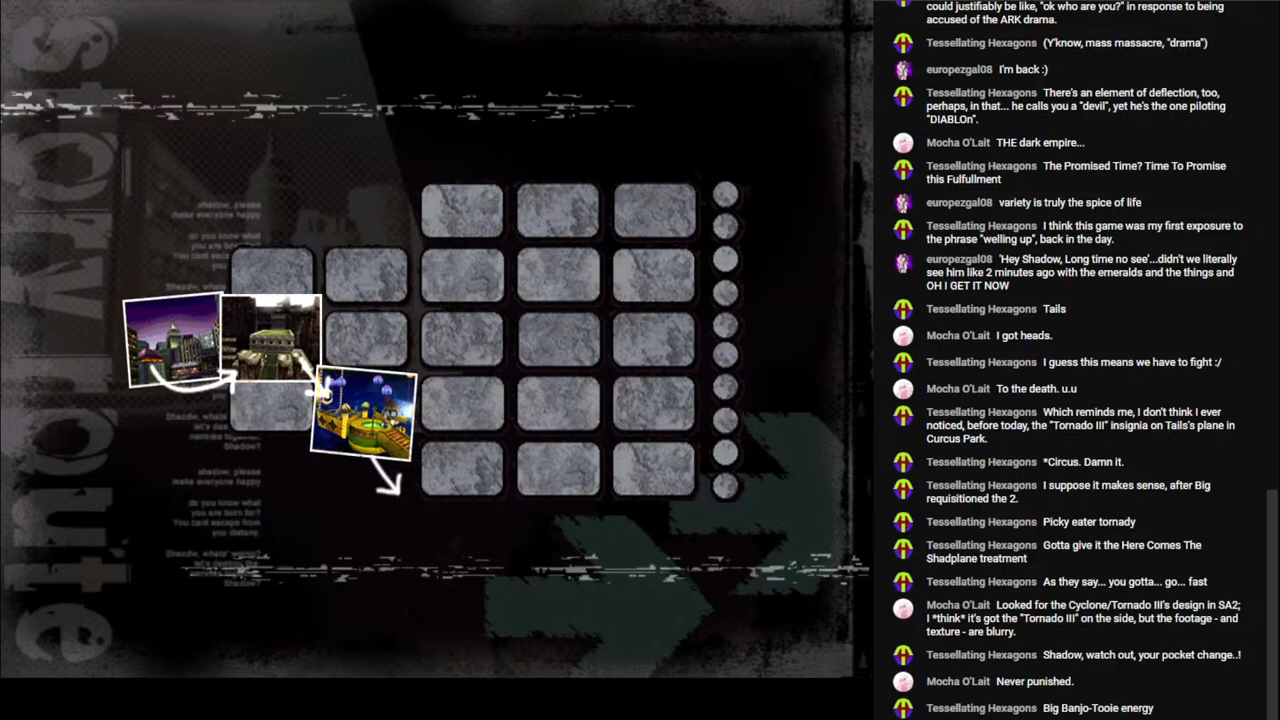 story route
shadow, please
make everyone happy
do you know what
shadow, please
make everyone happy
do you know what
you are born for?
You cant escape from
could justifiably be like, "ok who are you?" in response to being
accused of the ARK drama.
Tessellating Hexagons (Y'know, mass massacre, "drama")
europezgal08 I'm back :)
Tessellating Hexagons There's an element of deflection, too,
perhaps, in that... he calls you a "devil", yet he's the one piloting
"DIABLOn".
Mocha O'Lait THE dark empire...
Tessellating Hexagons The Promised Time? Time To Promise
this Fulfullment
europezgal08 variety is truly the spice of life
Tessellating Hexagons I think this game was my first exposure to
the phrase "welling up", back in the day.
europezgal08 'Hey Shadow, Long time no see'...didn't we literally
see him like 2 minutes ago with the emeralds and the things and
OH I GET IT NOW
Tessellating Hexagons Tails
Mocha O'Lait I got heads.
Tessellating Hexagons I guess this means we have to fight :/
Mocha O'Lait To the death. u.u
Tessellating Hexagons Which reminds me, I don't think I ever
noticed, before today, the "Tornado III" insignia on Tails's plane in
Curcus Park.
Tessellating Hexagons *Circus. Damn it.
Tessellating Hexagons I suppose it makes sense, after Big
requisitioned the 2.
Tessellating Hexagons Picky eater tornady
Tessellating Hexagons Gotta give it the Here Comes The
Shadplane treatment
Tessellating Hexagons As they say... you gotta... go... fast
Mocha O'Lait Looked for the Cyclone/Tornado III's design in SA2;
I *think* it's got the "Tornado III" on the side, but the footage - and
texture - are blurry.
Tessellating Hexagons Shadow, watch out, your pocket change..!
Mocha O'Lait Never punished.
Tessellating Hexagons Big Banjo-Tooie energy